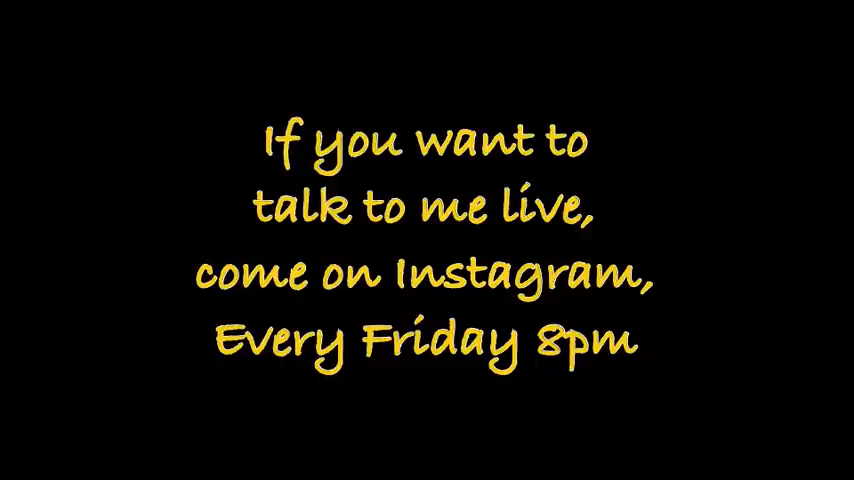 If you want to
talk to me live,
come on Instagram,
Every Friday 8pm